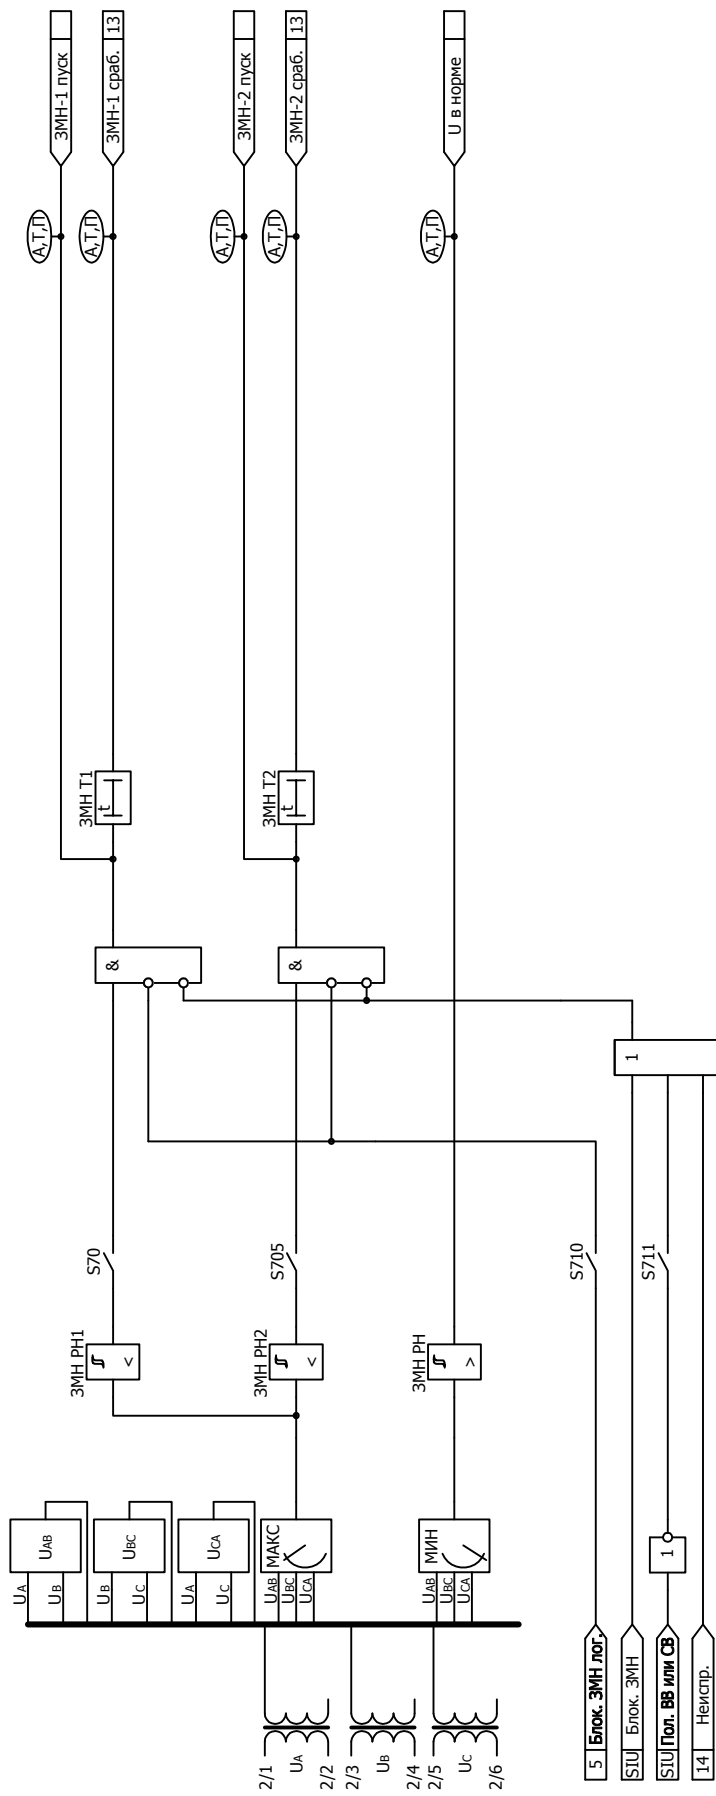 ЗМН-1 пуск
ЗМН-1 сраб. 13
ЗМН-2 пуск
ЗМН-2 сраб. 13
U в норме
А,Т,П
А,Т,П
А,Т,П
А,Т,П
А,Т,П
ЗМН Т1
t
ЗМН Т2
t
&
&
1
S70
S705
S710
S711
ЗМН РН1
<
ЗМН РН2
<
ЗМН РН
>
UAB
UBC
UCA
МАКС
МИН
1
UA
UB
UB
UC
UA
UC
UAB
UBC
UCA
UAB
UBC
UCA
2/1
UA
2/2
2/3
UB
2/4
2/5
UC
2/6
5 Блок. ЗМН лог.
SIU Блок. ЗМН
SIU Пол. ВВ или СВ
14 Неиспр.